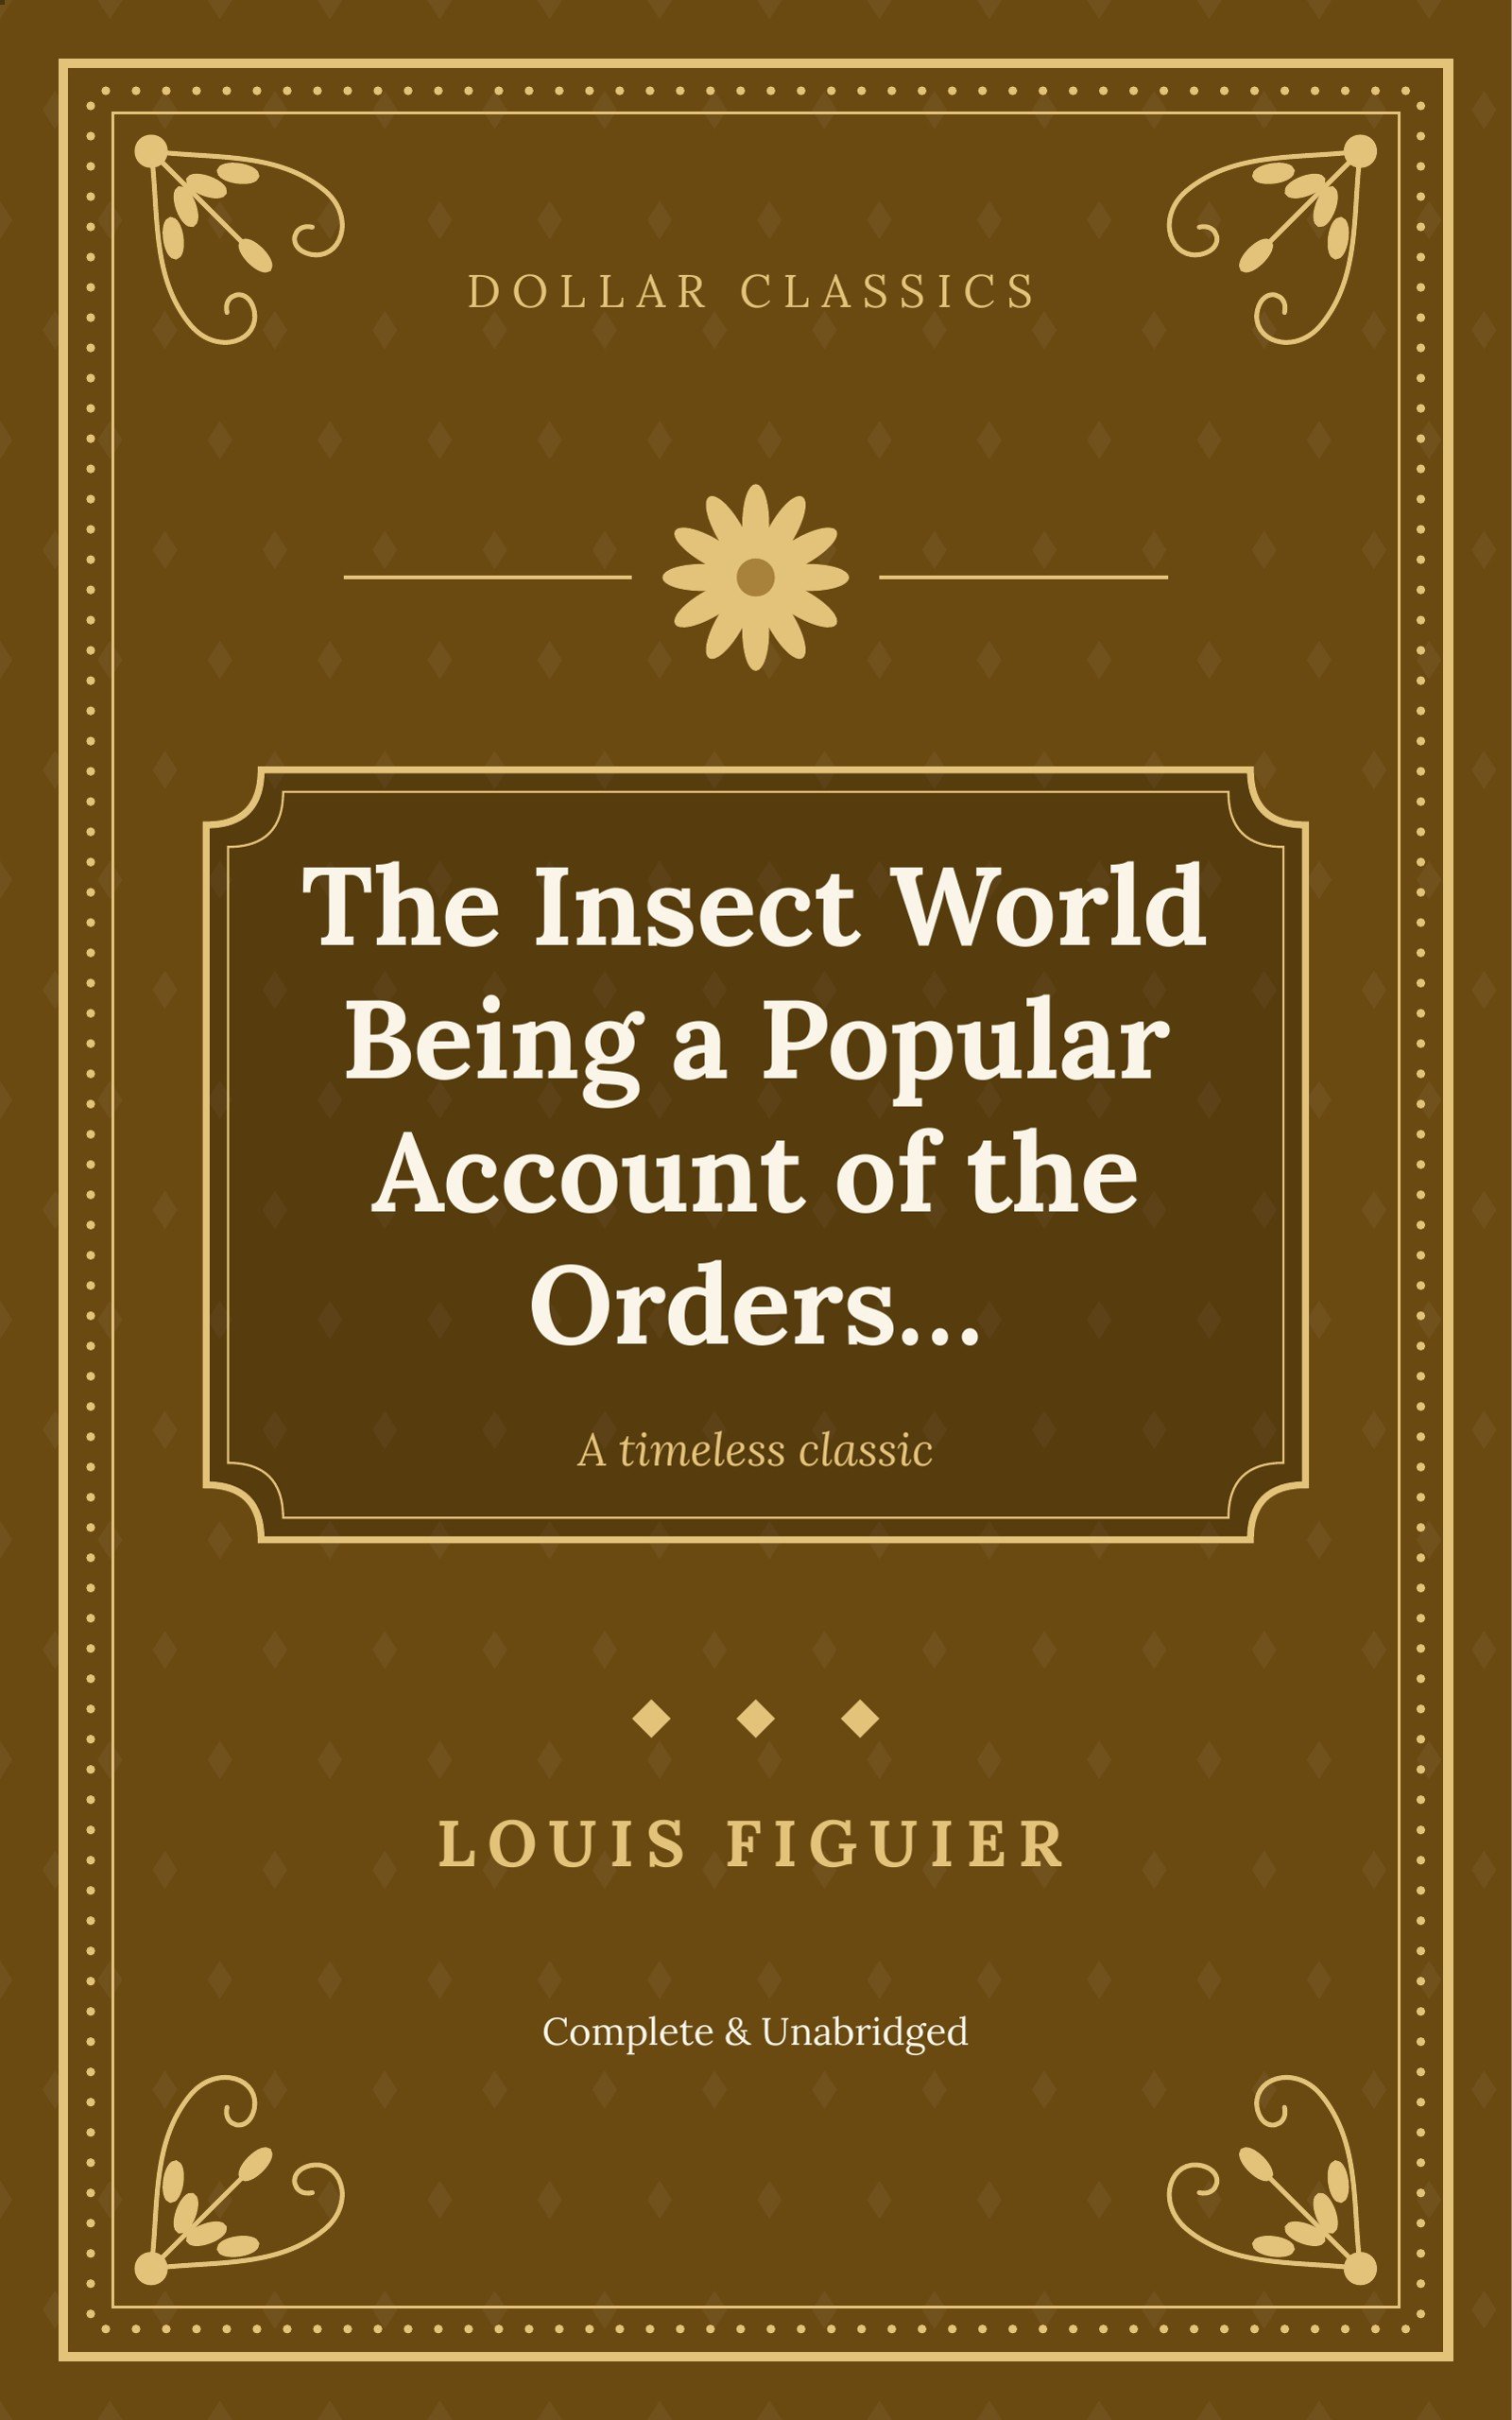 DOLLAR CLASSICS
The Insect World
Being a Popular
Account of the
Orders...
A timeless classic
LOUIS FIGUIER
Complete & Unabridged